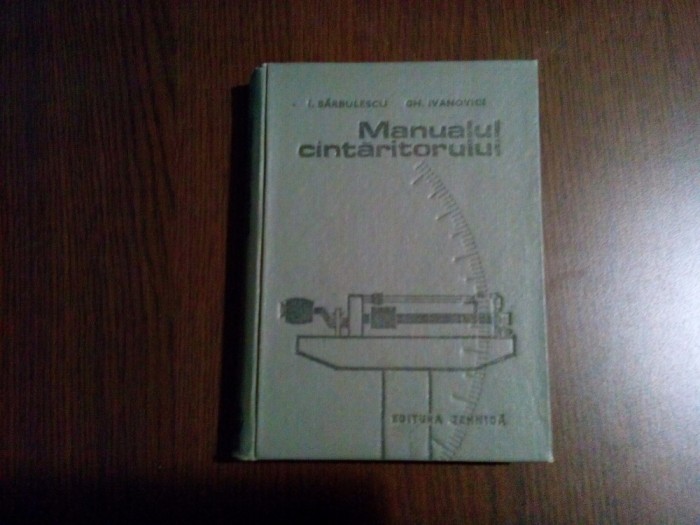 I. BĂRBULESCU GH. IVANOVICI
Manualul
cîntăritorului
EDITURA TEHNICĂ